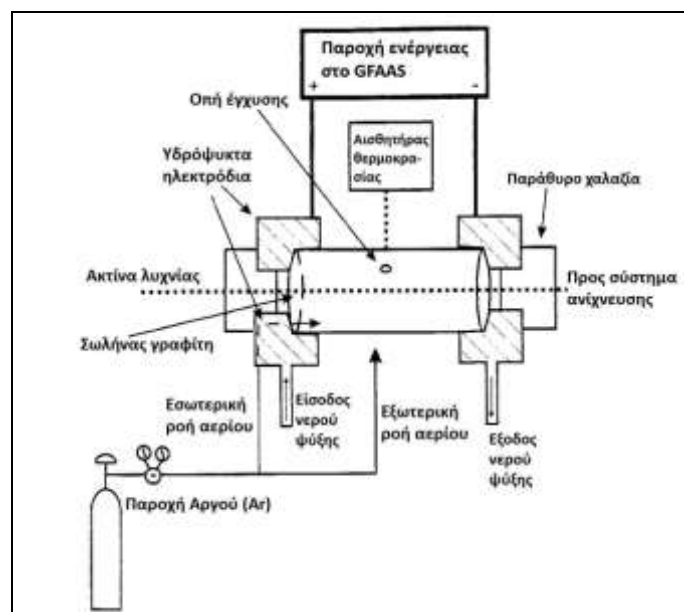 Παροχή ενέργειας
στο GFAAS
+ -
Οπή έγχυσης
Αισθητήρας
θερμοκρα-
σίας
Υδρόψυκτα
ηλεκτρόδια
Παράθυρο χαλαζία
Ακτίνα λυχνίας
Προς σύστημα
ανίχνευσης
Σωλήνας γραφίτη
Εσωτερική
ροή αερίου
Είσοδος
νερού
ψύξης
Εξωτερική
ροή αερίου
Εξοδος
νερού
ψύξης
Παροχή Αργού (Ar)